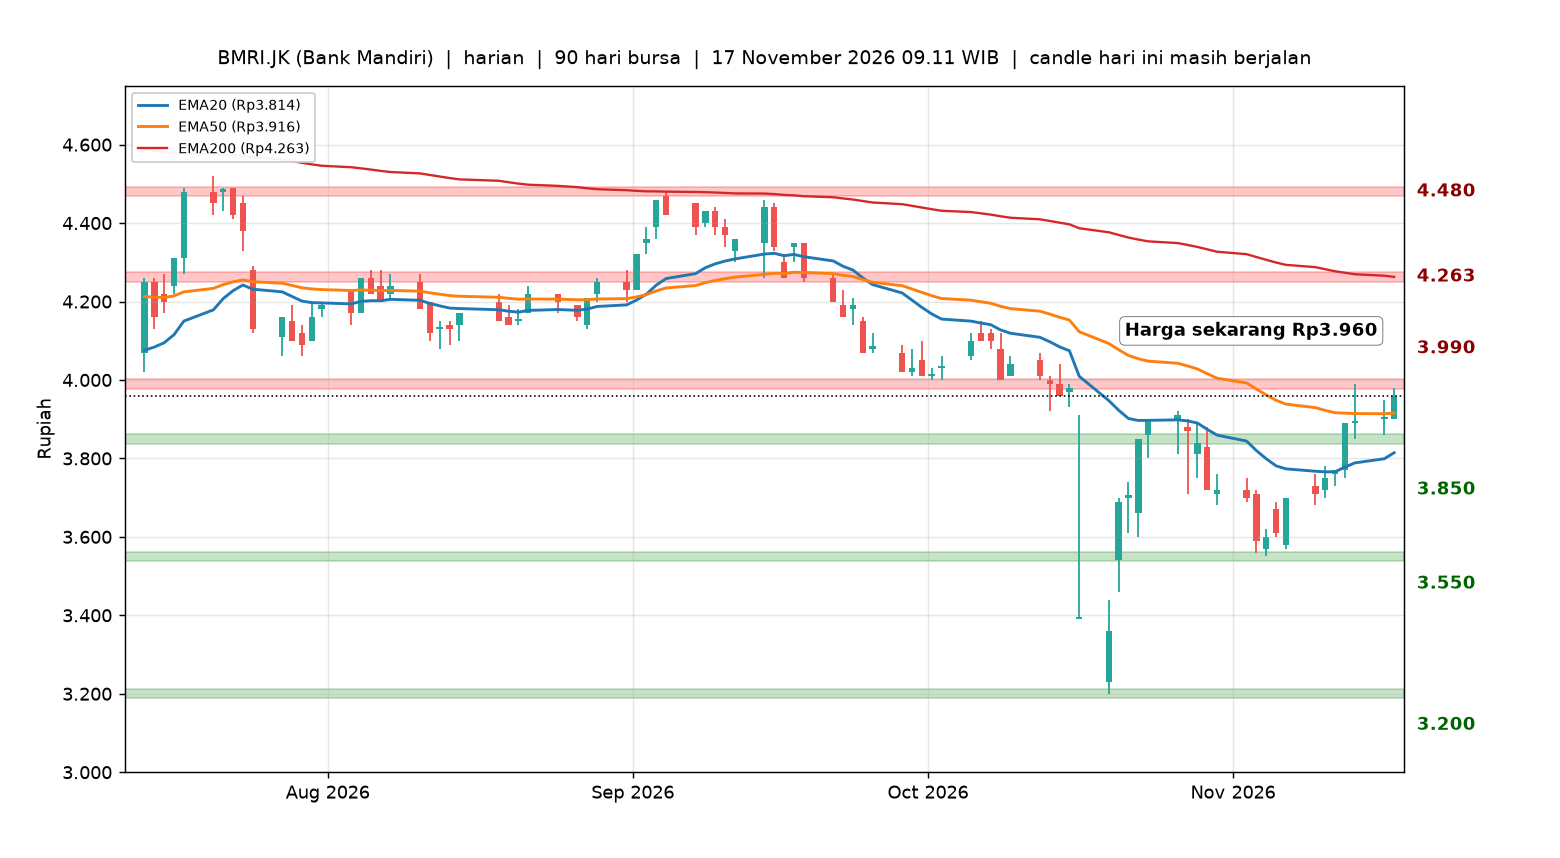 BMRI.JK (Bank Mandiri) | harian | 90 hari bursa | 17 November 2026 09.11 WIB | candle hari ini masih berjalan
EMA20 (Rp3.814)
EMA50 (Rp3.916)
EMA200 (Rp4.263)
4.600
4.400
4.200
4.000
3.800
3.600
3.400
3.200
3.000
Rupiah
Harga sekarang Rp3.960
4.480
4.263
3.990
3.850
3.550
3.200
Aug 2026
Sep 2026
Oct 2026
Nov 2026